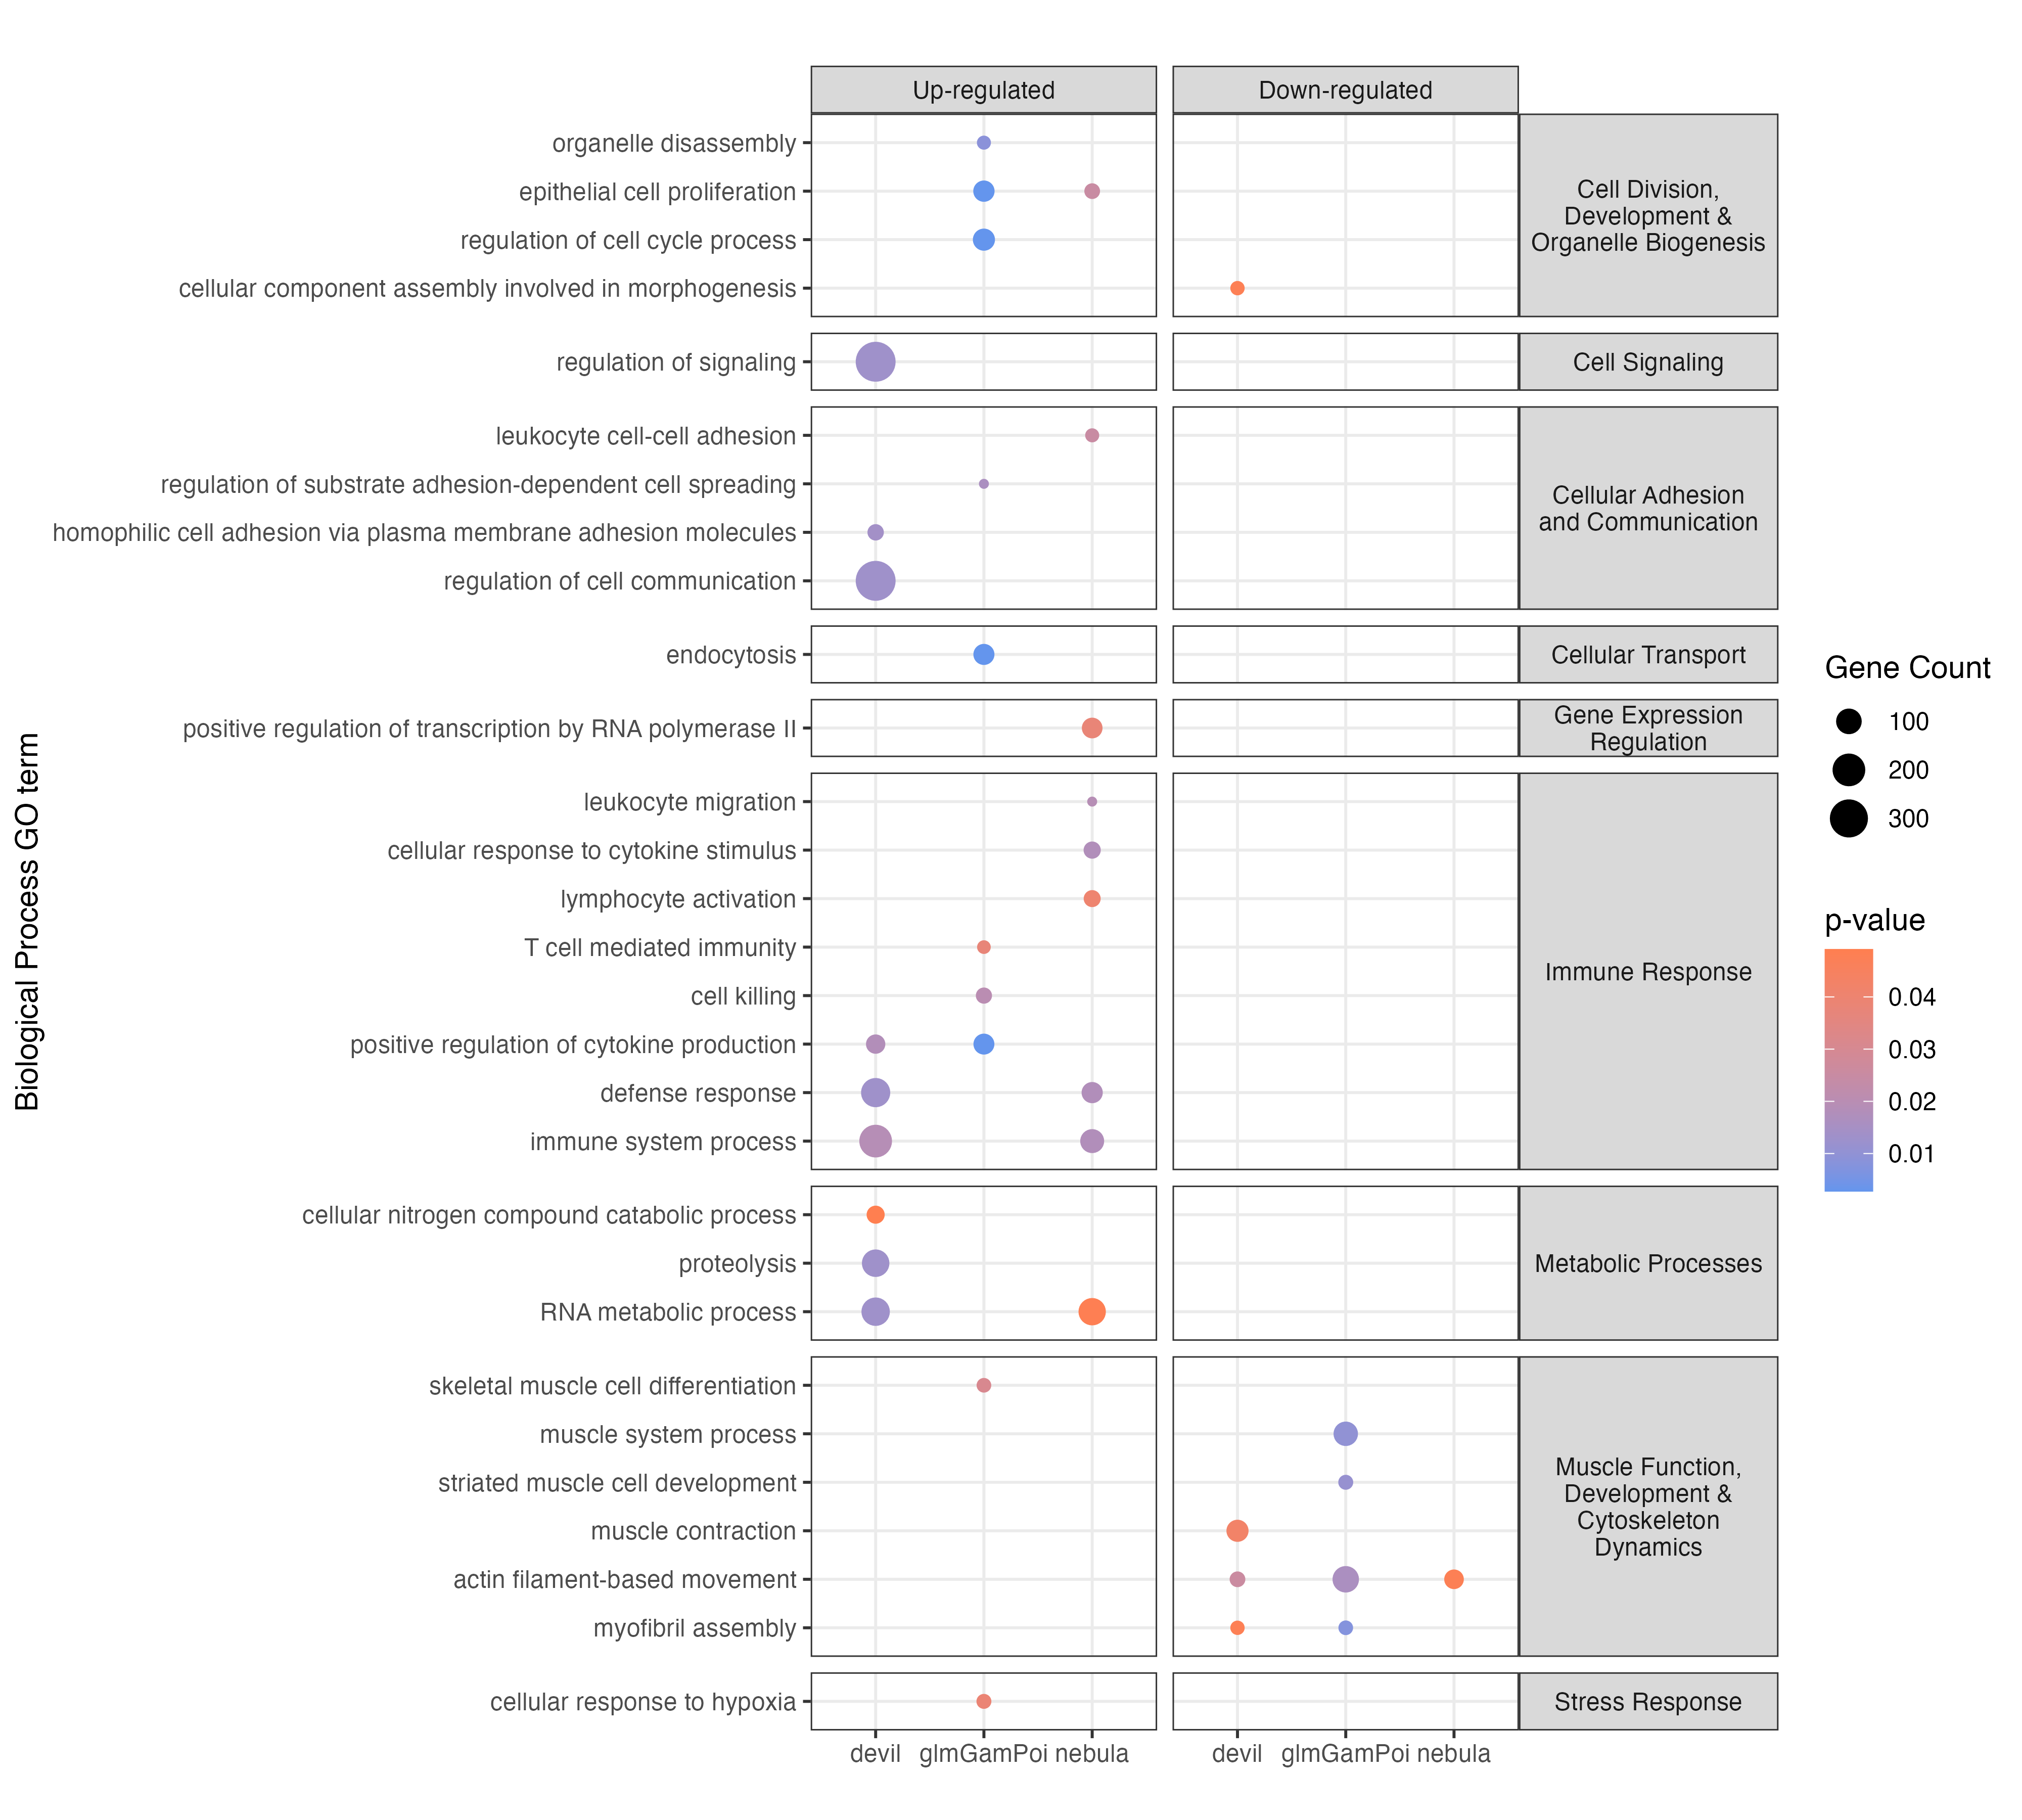 Up-regulated
Down-regulated
organelle disassembly
epithelial cell proliferation
regulation of cell cycle process
cellular component assembly involved in morphogenesis
Cell Division,
Development &
Organelle Biogenesis
regulation of signaling
Cell Signaling
leukocyte cell-cell adhesion
regulation of substrate adhesion-dependent cell spreading
homophilic cell adhesion via plasma membrane adhesion molecules
regulation of cell communication
Cellular Adhesion
and Communication
endocytosis
Cellular Transport
positive regulation of transcription by RNA polymerase II
Gene Expression
Regulation
leukocyte migration
cellular response to cytokine stimulus
lymphocyte activation
T cell mediated immunity
cell killing
positive regulation of cytokine production
defense response
immune system process
Immune Response
cellular nitrogen compound catabolic process
proteolysis
RNA metabolic process
Metabolic Processes
skeletal muscle cell differentiation
muscle system process
striated muscle cell development
muscle contraction
actin filament-based movement
myofibril assembly
Muscle Function,
Development &
Cytoskeleton
Dynamics
cellular response to hypoxia
Stress Response
devil glmGamPoi nebula
devil glmGamPoi nebula
Biological Process GO term
Gene Count
100
200
300
p-value
0.04
0.03
0.02
0.01